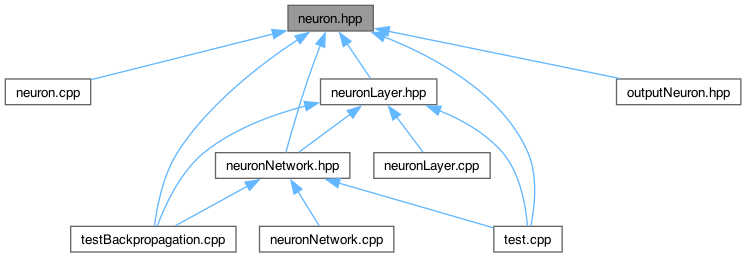 neuron.hpp
neuron.cpp
neuronLayer.hpp
outputNeuron.hpp
neuronNetwork.hpp
neuronLayer.cpp
testBackpropagation.cpp
neuronNetwork.cpp
test.cpp